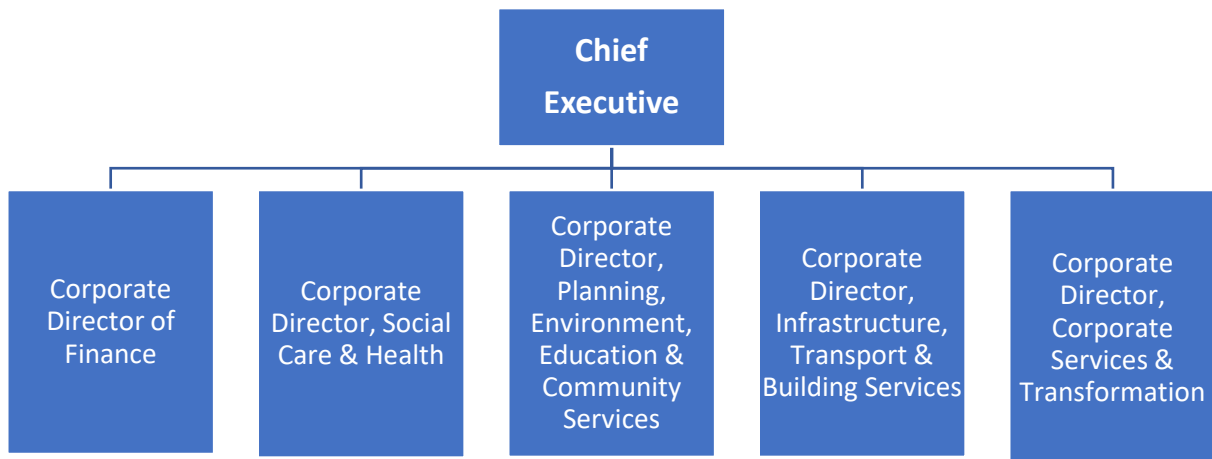 Chief
Executive
Corporate
Director of
Finance
Corporate
Director, Social
Care & Health
Corporate
Director,
Planning,
Environment,
Education &
Community
Services
Corporate
Director,
Infrastructure,
Transport &
Building Services
Corporate
Director,
Corporate
Services &
Transformation